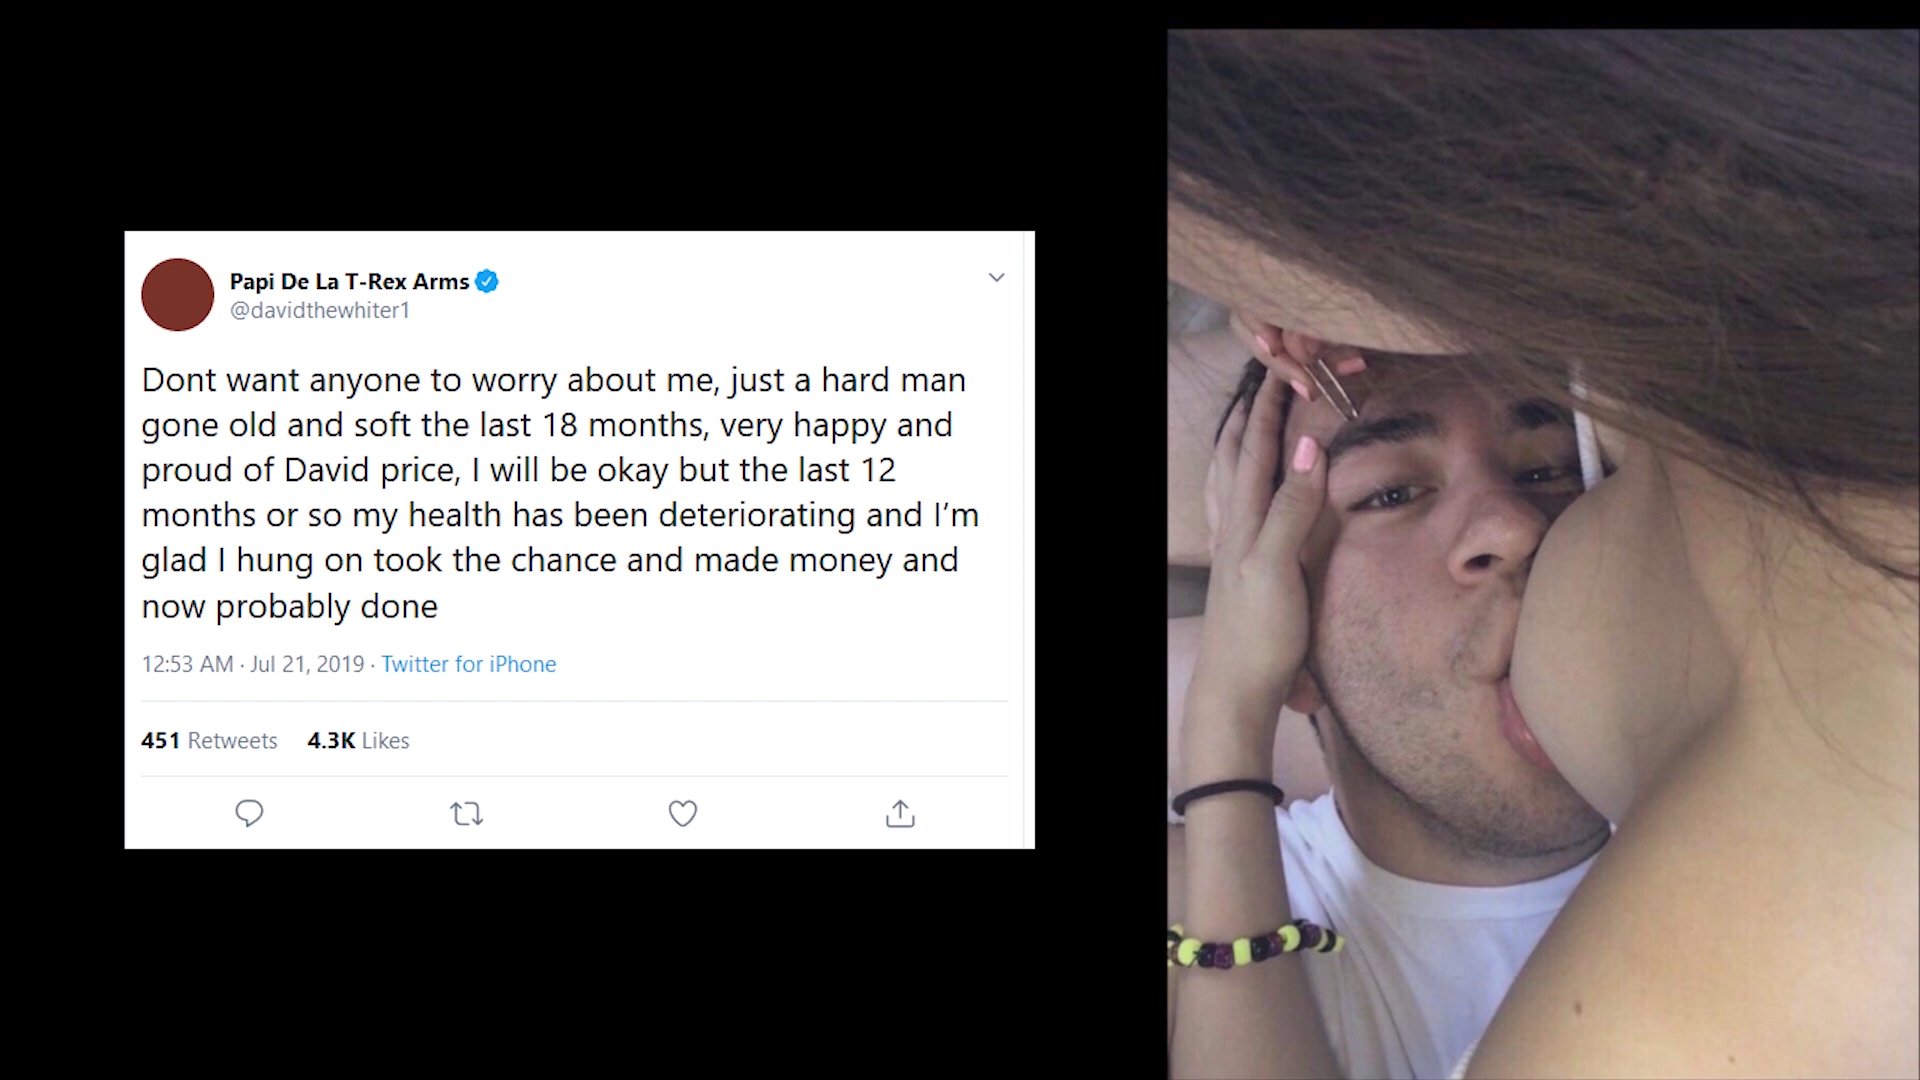 Papi De La T-Rex Arms
@davidthewhiter1
Dont want anyone to worry about me, just a hard man
gone old and soft the last 18 months, very happy and
proud of David price, I will be okay but the last 12
months or so my health has been deteriorating and I’m
glad I hung on took the chance and made money and
now probably done
12:53 AM · Jul 21, 2019 · Twitter for iPhone
451 Retweets 4.3K Likes